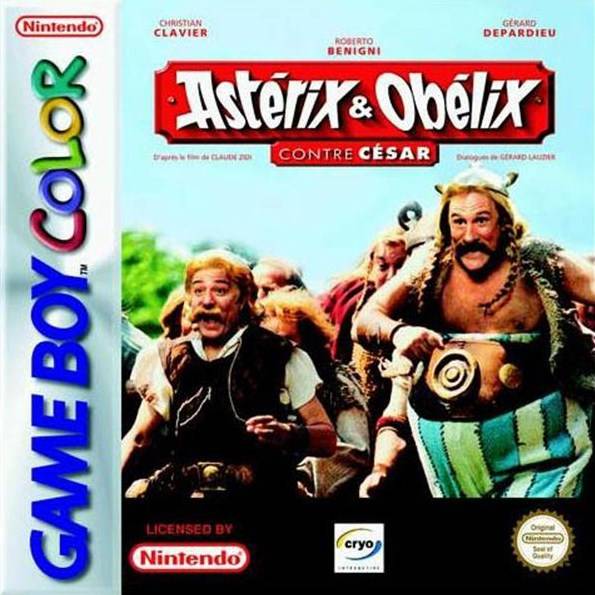 Nintendo
GAME BOY COLOR
TM
CHRISTIAN
CLAVIER
ROBERTO
BENIGNI
GÉRARD
DEPARDIEU
Astérix & Obélix
CONTRE CÉSAR
D'après le film de CLAUDE ZIDI
Dialogues de GÉRARD LAUZIER
LICENSED BY
Nintendo
cryo
INTERACTIVE
Original
Nintendo
Seal of
Quality